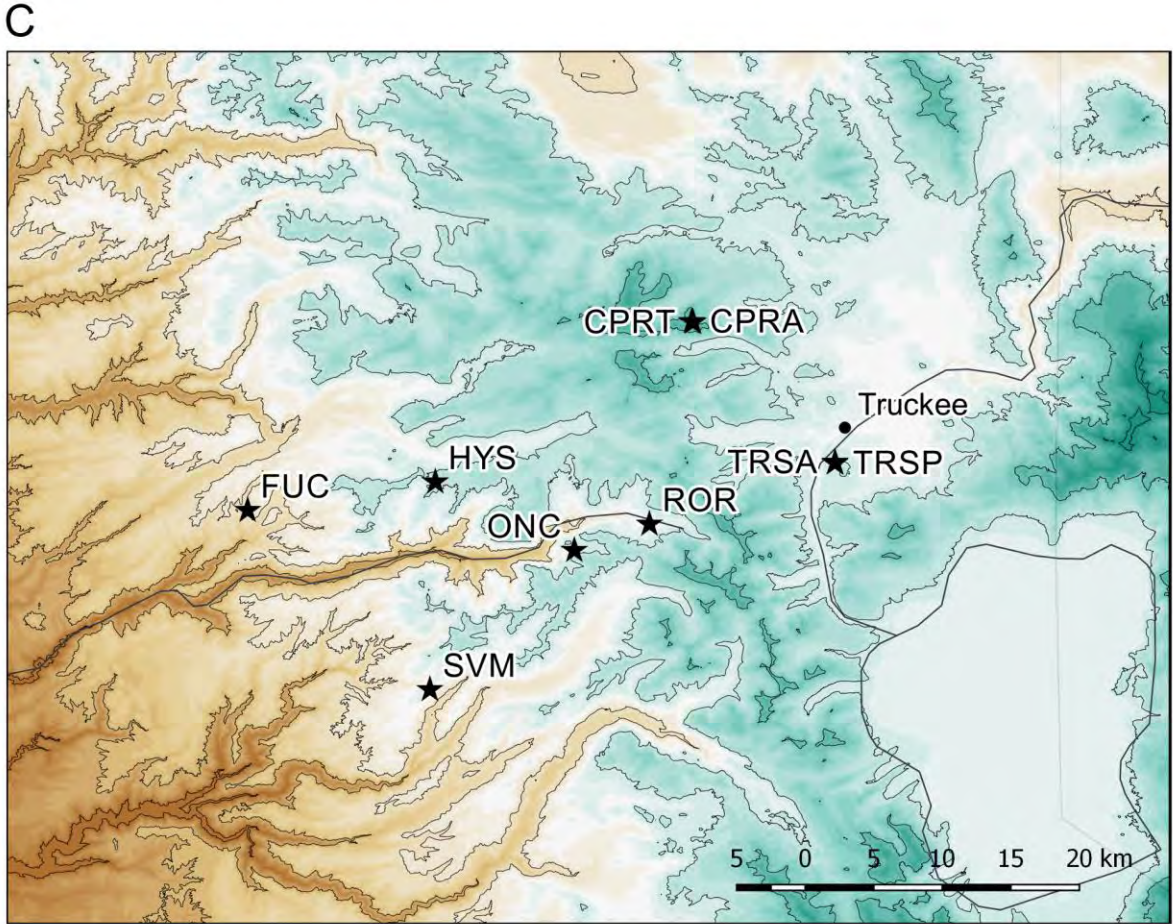 C
CPRT CPRA
Truckee
TRSA TRSP
HYS
FUC
ROR
ONC
SVM
5 0 5 10 15 20 km